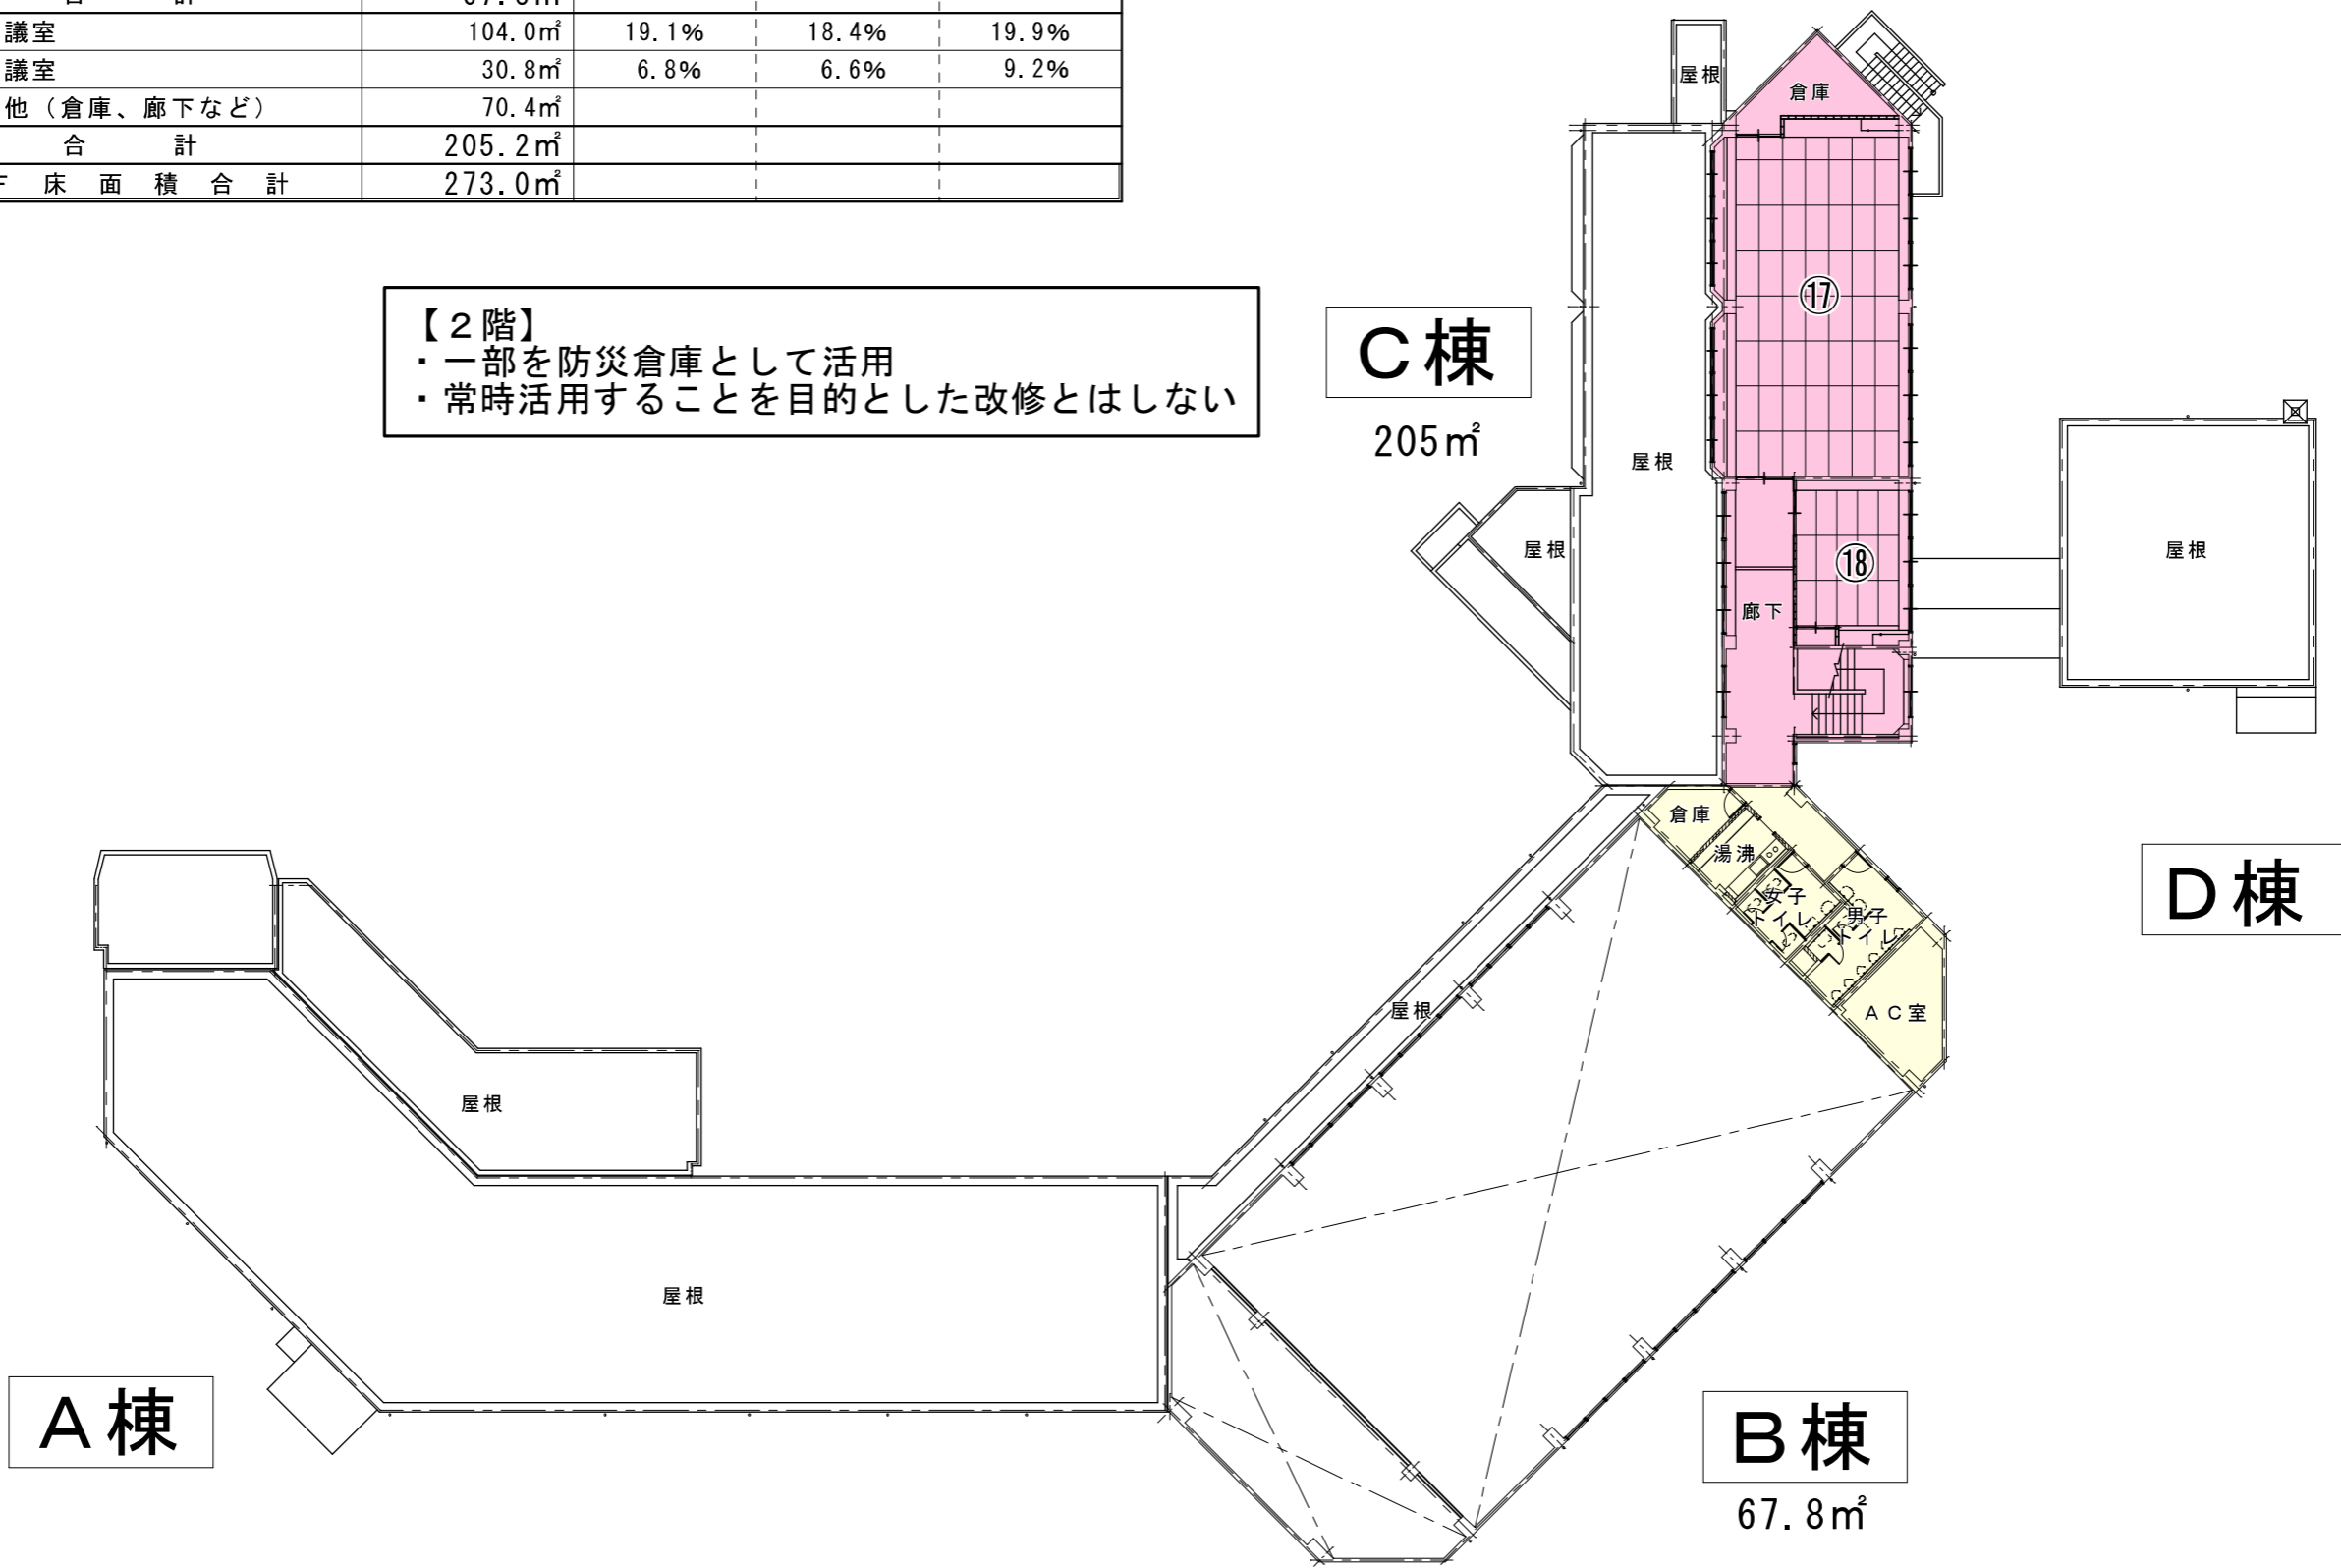 議室 104.0㎡ 19.1% 18.4% 19.9%
議室 30.8㎡ 6.8% 6.6% 9.2%
他（倉庫、廊下など） 70.4㎡
合 計 205.2㎡
床 面 積 合 計 273.0㎡
【２階】
・一部を防災倉庫として活用
・常時活用することを目的とした改修とはしない
Ｃ棟
205㎡
屋根
倉庫
⑰
屋根
屋根
⑱
廊下
屋根
倉庫
湯沸
女子
トイレ
男子
トイレ
ＡＣ室
Ｄ棟
屋根
屋根
屋根
Ａ棟
Ｂ棟
67.8㎡